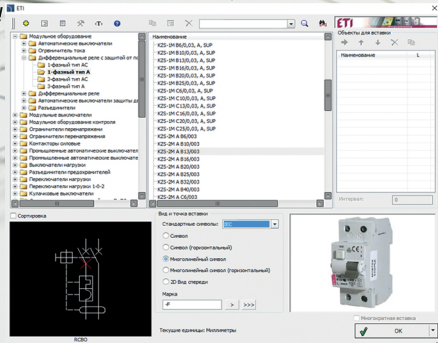 ETI
ETI
Модульное оборудование
Автоматические выключатели
Ограничитель тока
Дифференциальные реле с защитой от по
1-фазный тип AC
1-фазный тип A
3-фазный тип AC
3-фазный тип A
Дифференциальные реле
Автоматические выключатели защиты дв
Разъединители
Модульные выключатели
Модульное оборудование контроля
Ограничители перенапряжени
Ограничители перенапряжение
Контакторы силовые
Промышленные автоматические выключател
Промышленные автоматические выключате
Выключатели нагрузки
Разъединители предохранителей
Переключатели нагрузки
Переключатели нагрузки 1-0-2
Кулачковые выключатели
Наименование
KZS-1M B6/0,03, A, SUP
KZS-1M B10/0,03, A, SUP
KZS-1M B13/0,03, A, SUP
KZS-1M B16/0,03, A, SUP
KZS-1M B20/0,03, A, SUP
KZS-1M B25/0,03, A, SUP
KZS-1M C6/0,03, A, SUP
KZS-1M C10/0,03, A, SUP
KZS-1M C13/0,03, A, SUP
KZS-1M C16/0,03, A, SUP
KZS-1M C20/0,03, A, SUP
KZS-1M C25/0,03, A, SUP
KZS-2M A B6/003
KZS-2M A B10/003
KZS-2M A B13/003
KZS-2M A B16/003
KZS-2M A B20/003
KZS-2M A B25/003
KZS-2M A B32/003
KZS-2M A B40/003
KZS-2M A C6/003
Объекты для вставки
Наименование L
Интервал: 0
Сортировка
RCBO
Вид и точка вставки
Стандартные символы: IEC
Символ
Символ (горизонтальный)
Многолинейный символ
Многолинейный символ (горизонтальный)
2D Вид спереди
Марка
-F > >>>
Текущие единицы: Миллиметры
Многократная вставка
OK